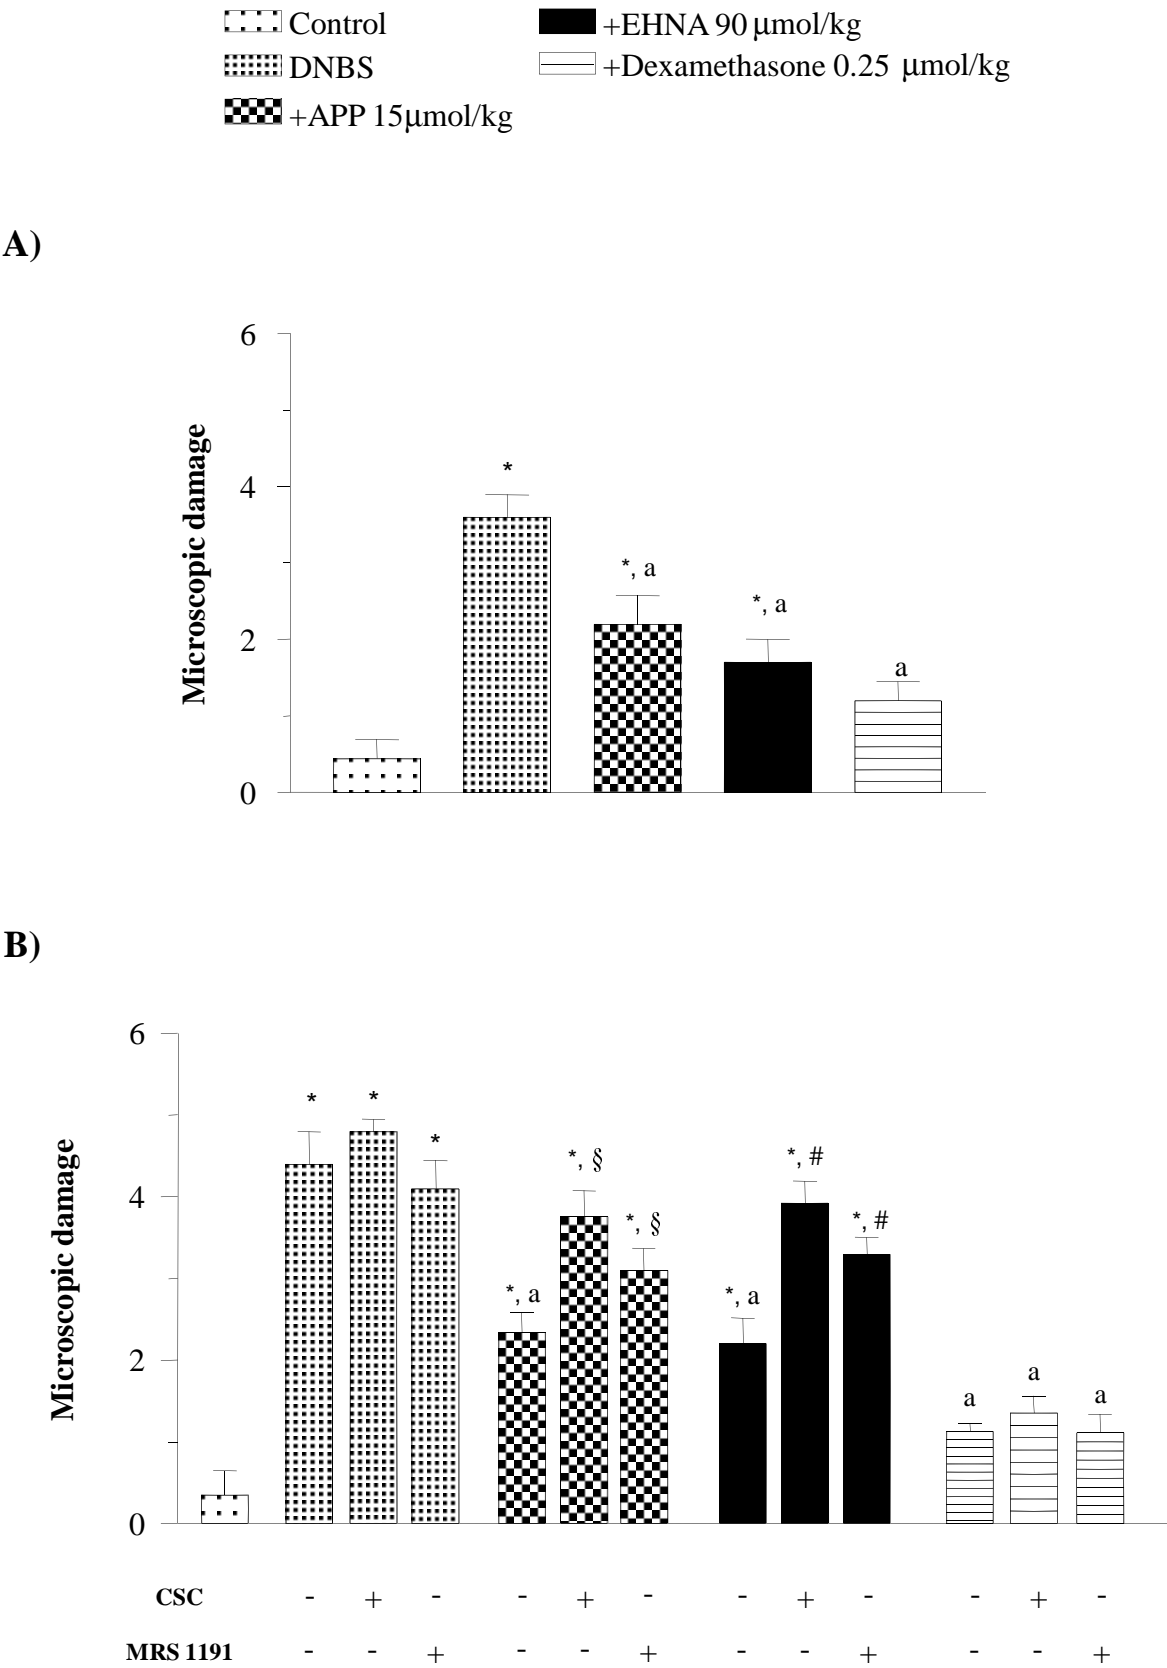 Control
+EHNA 90 μmol/kg
DNBS
+Dexamethasone 0.25 μmol/kg
+APP 15μmol/kg
A)
6
4
2
0
Microscopic damage
*
*, a
*, a
a
B)
6
4
2
0
Microscopic damage
* * *
*, a *, § *, §
*, a *, # *, #
a a a
CSC - + - - + - - + - - + -
MRS 1191 - - + - - + - - + - - +